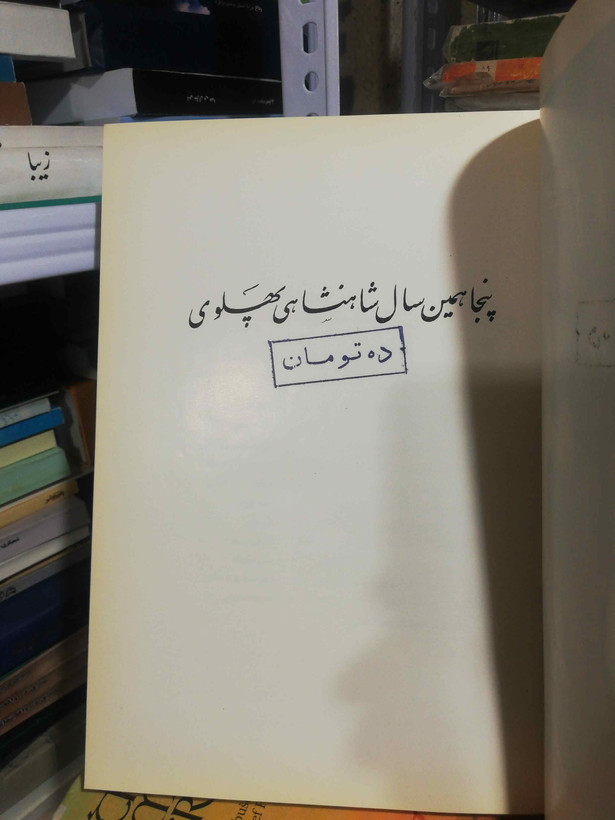 پنجاهمین سال شاهنشاهی پهلوی
ده تومان
زیبا